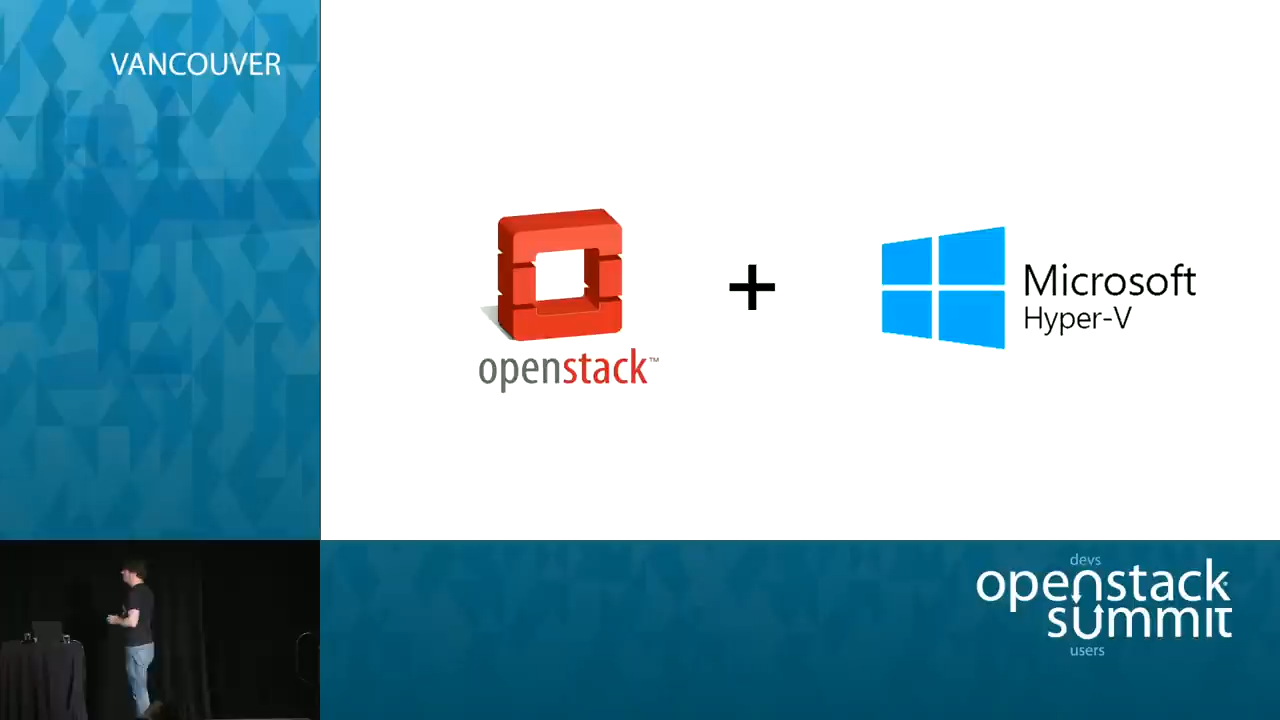 VANCOUVER
openstack™
+
Microsoft
Hyper-V
devs
openstack
summit
users